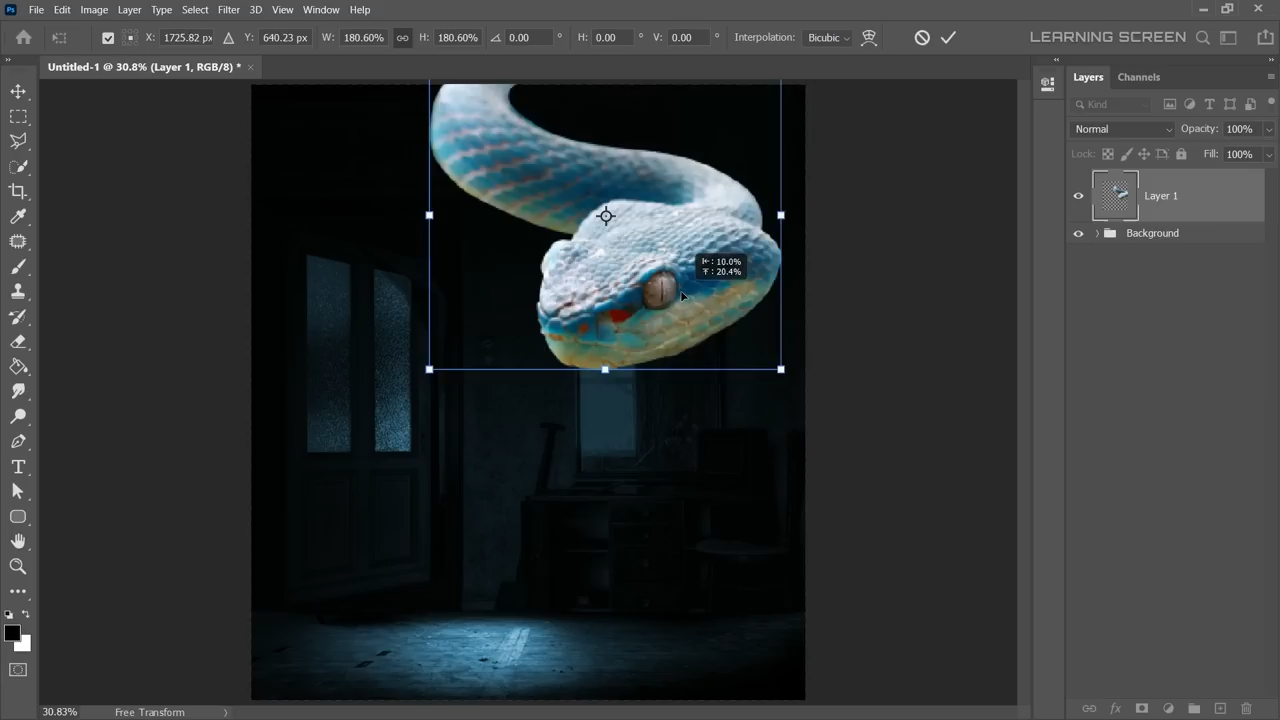 Ps File Edit Image Layer Type Select Filter 3D View Window Help
X: 1725.82 px Y: 640.23 px W: 180.60% H: 180.60% 0.00 ° H: 0.00 ° V: 0.00 ° Interpolation: Bicubic LEARNING SCREEN
Untitled-1 @ 30.8% (Layer 1, RGB/8) * ×
Layers Channels
Kind
Normal Opacity: 100%
Lock: Fill: 100%
Layer 1
Background
: 10.0%
: 20.4%
30.83% Free Transform